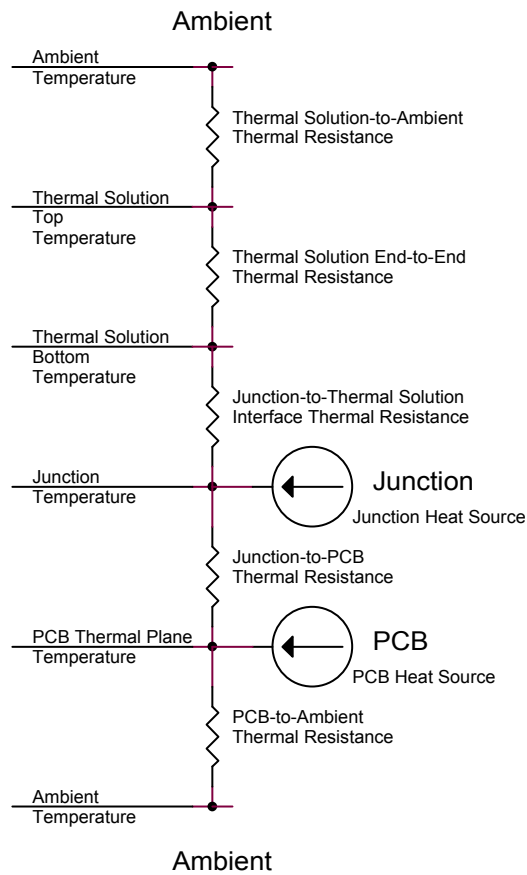 Ambient
Ambient
Temperature
Thermal Solution-to-Ambient
Thermal Resistance
Thermal Solution
Top
Temperature
Thermal Solution End-to-End
Thermal Resistance
Thermal Solution
Bottom
Temperature
Junction-to-Thermal Solution
Interface Thermal Resistance
Junction
Temperature
Junction
Junction Heat Source
Junction-to-PCB
Thermal Resistance
PCB Thermal Plane
Temperature
PCB
PCB Heat Source
PCB-to-Ambient
Thermal Resistance
Ambient
Temperature
Ambient